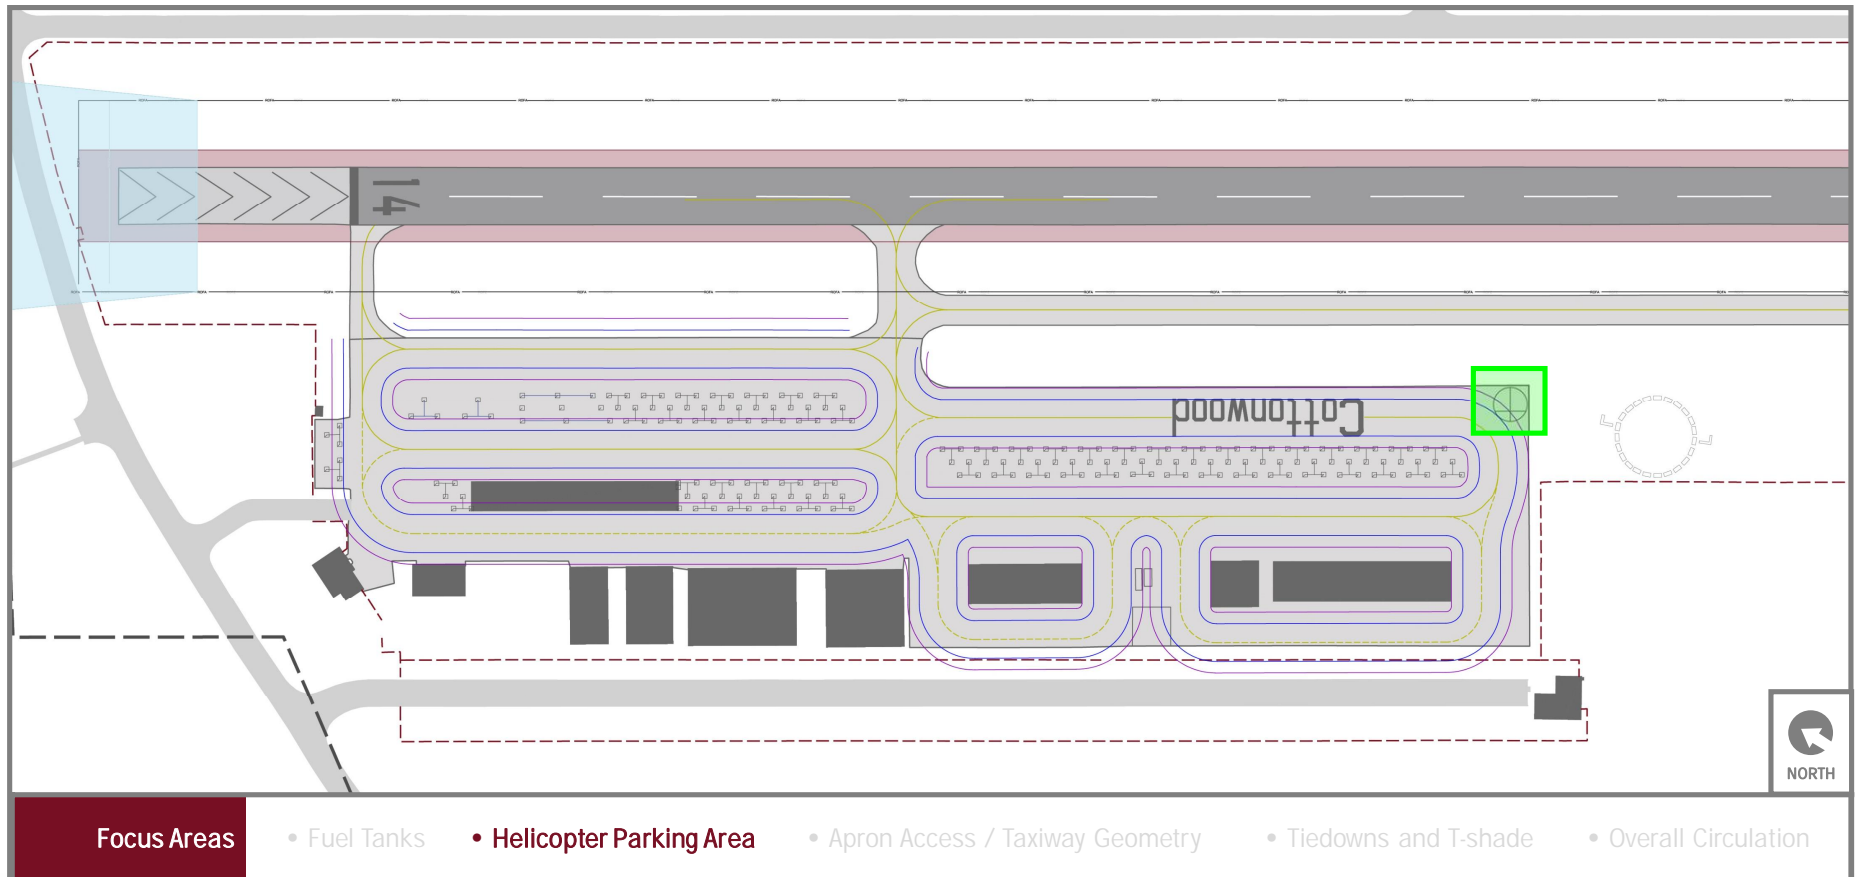 14
Cottonwood
NORTH
Focus Areas
• Fuel Tanks
• Helicopter Parking Area
• Apron Access / Taxiway Geometry
• Tiedowns and T-shade
• Overall Circulation